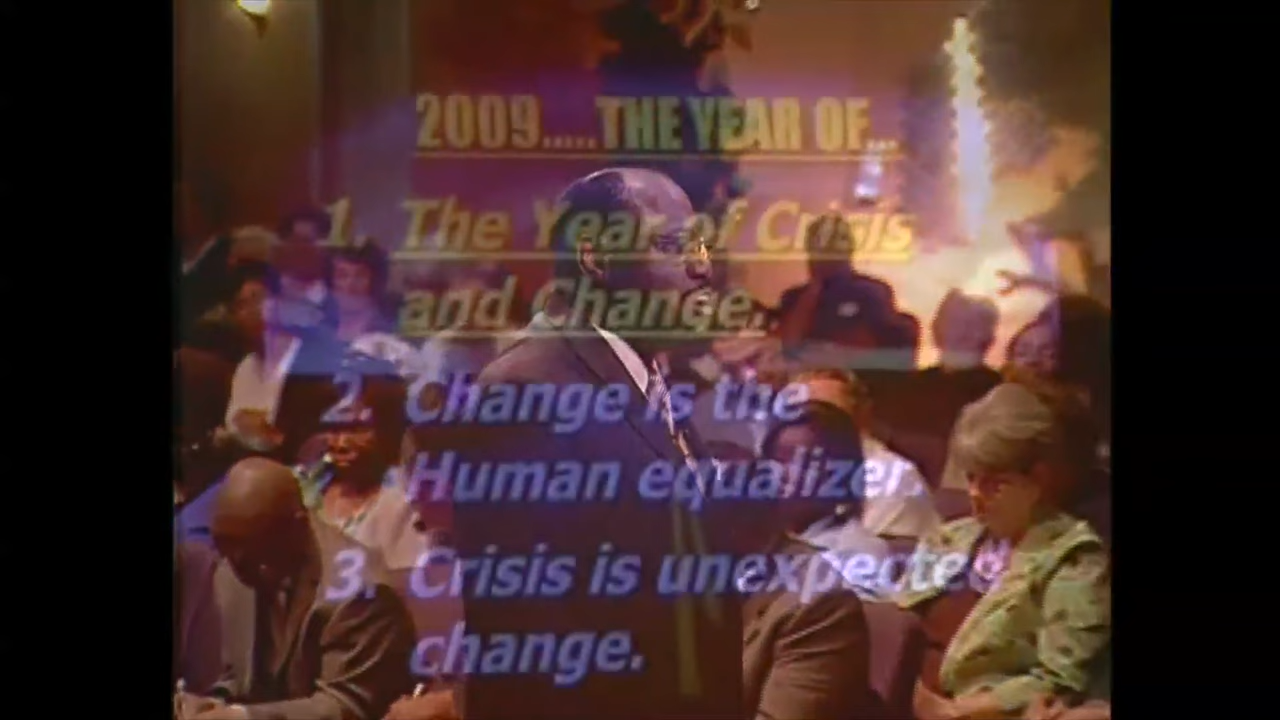 2009.....THE YEAR OF...
1. The Year of Crisis
and Change.
2. Change is the
Human equalizer.
3. Crisis is unexpected
change.